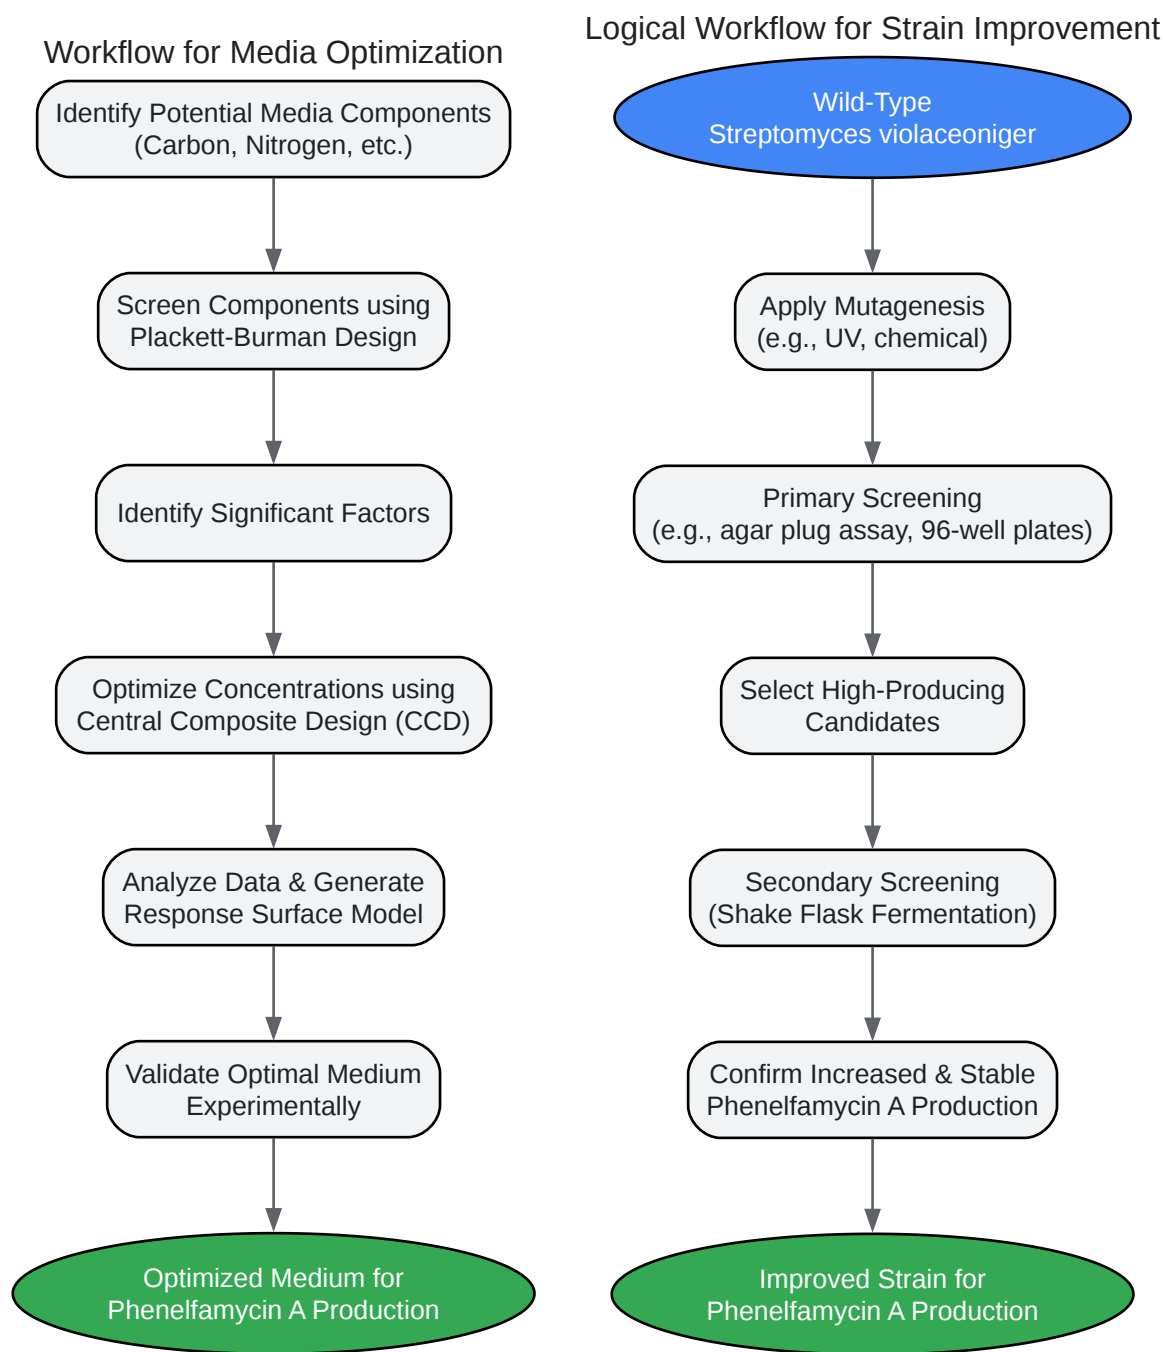 Workflow for Media Optimization
Identify Potential Media Components
(Carbon, Nitrogen, etc.)
Screen Components using
Plackett-Burman Design
Identify Significant Factors
Optimize Concentrations using
Central Composite Design (CCD)
Analyze Data & Generate
Response Surface Model
Validate Optimal Medium
Experimentally
Optimized Medium for
Phenelfamycin A Production
Logical Workflow for Strain Improvement
Wild-Type
Streptomyces violaceoniger
Apply Mutagenesis
(e.g., UV, chemical)
Primary Screening
(e.g., agar plug assay, 96-well plates)
Select High-Producing
Candidates
Secondary Screening
(Shake Flask Fermentation)
Confirm Increased & Stable
Phenelfamycin A Production
Improved Strain for
Phenelfamycin A Production